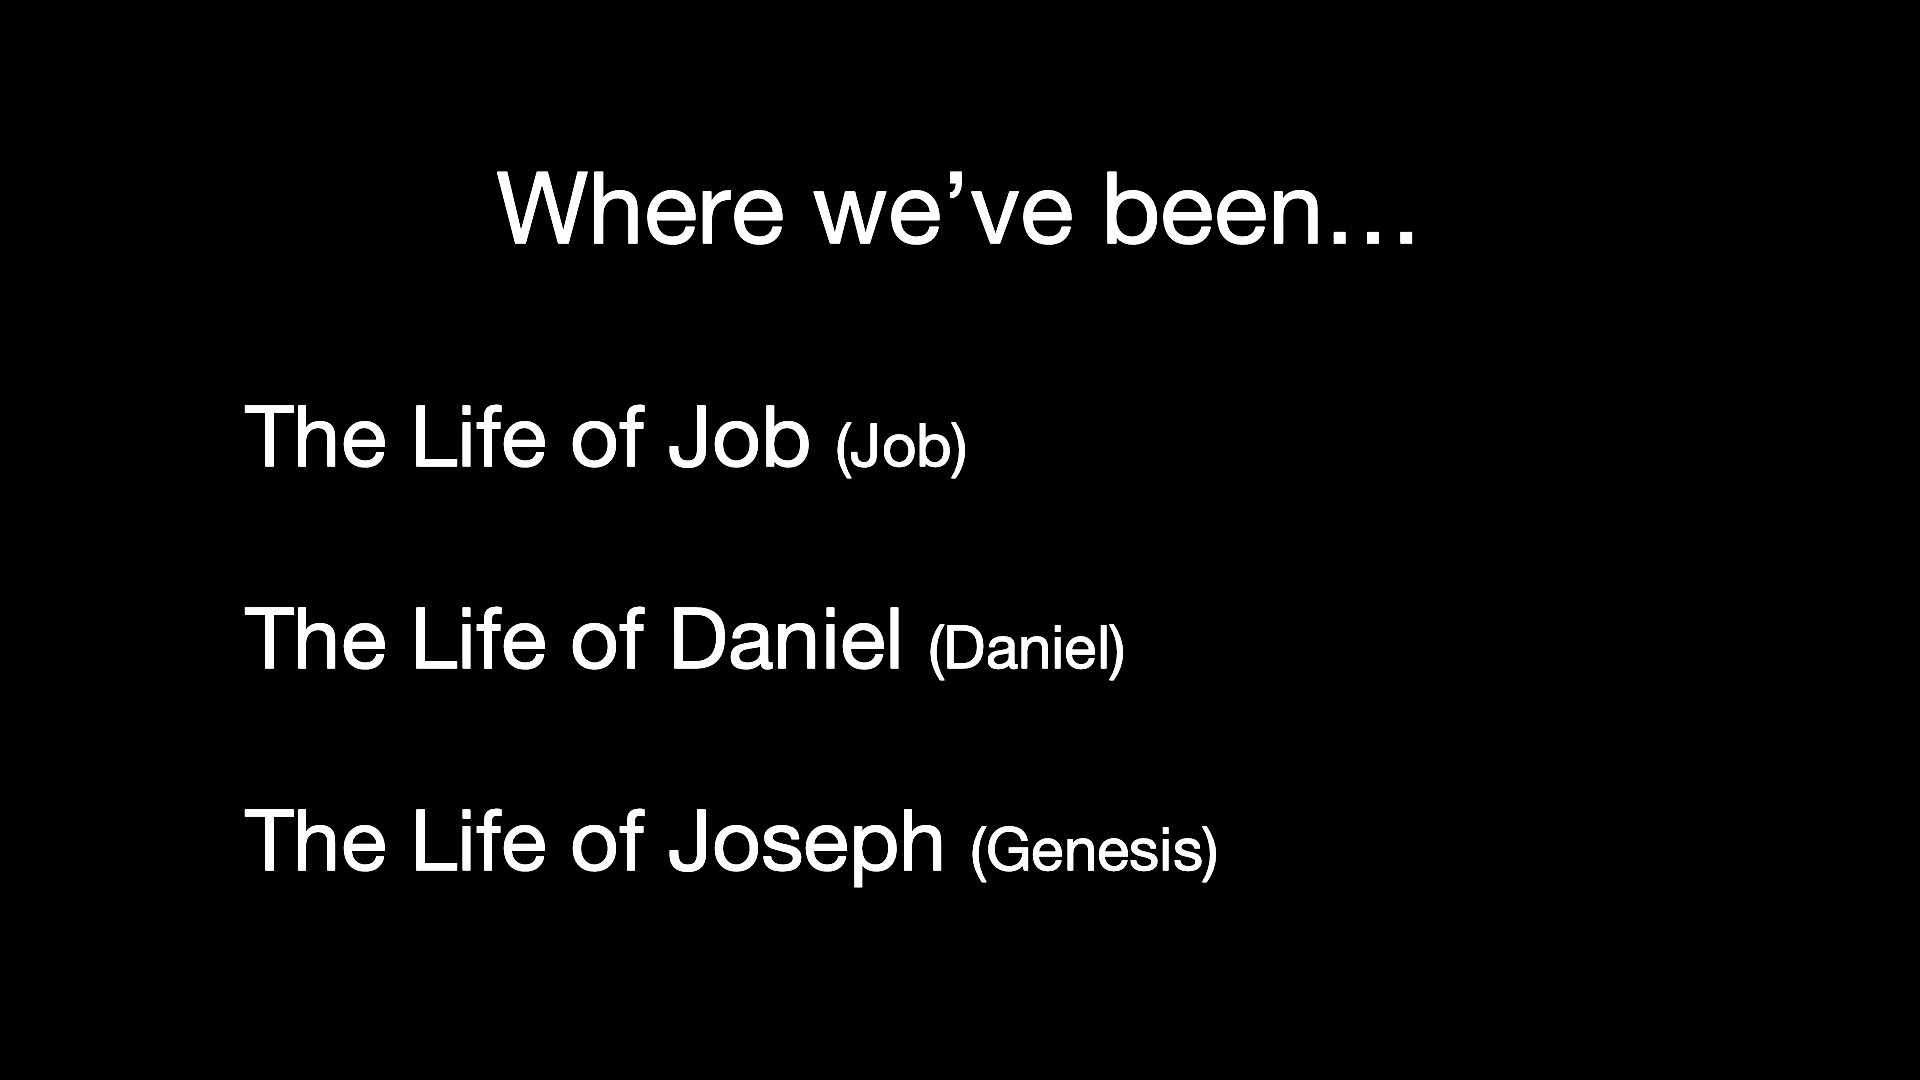 Where we’ve been…
The Life of Job (Job)
The Life of Daniel (Daniel)
The Life of Joseph (Genesis)